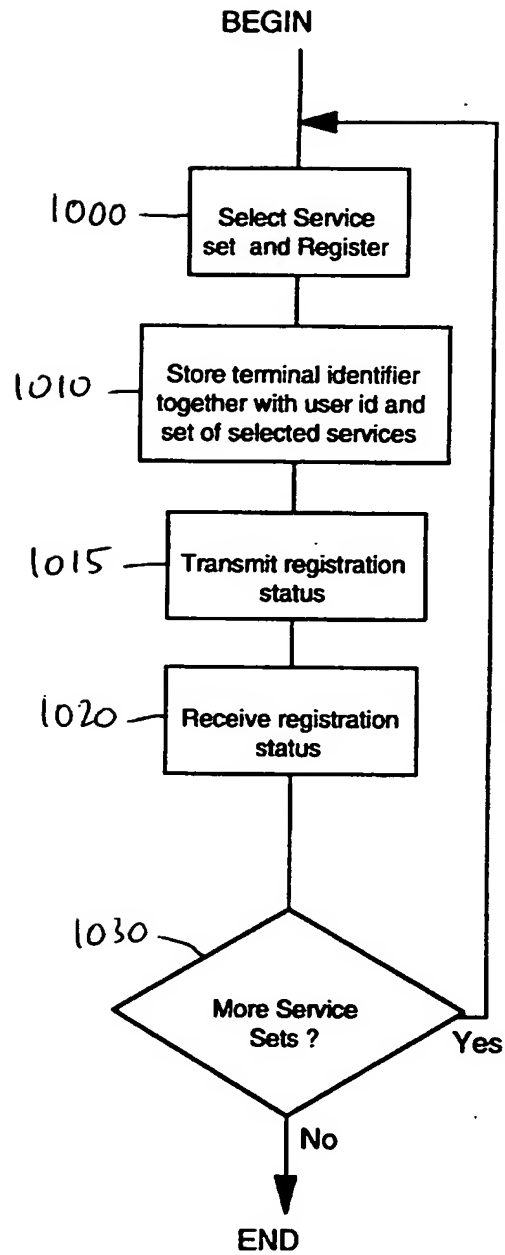 BEGIN
1000
Select Service
set and Register
1010
Store terminal identifier
together with user id and
set of selected services
1015
Transmit registration
status
1020
Receive registration
status
1030
More Service
Sets ?
Yes
No
END